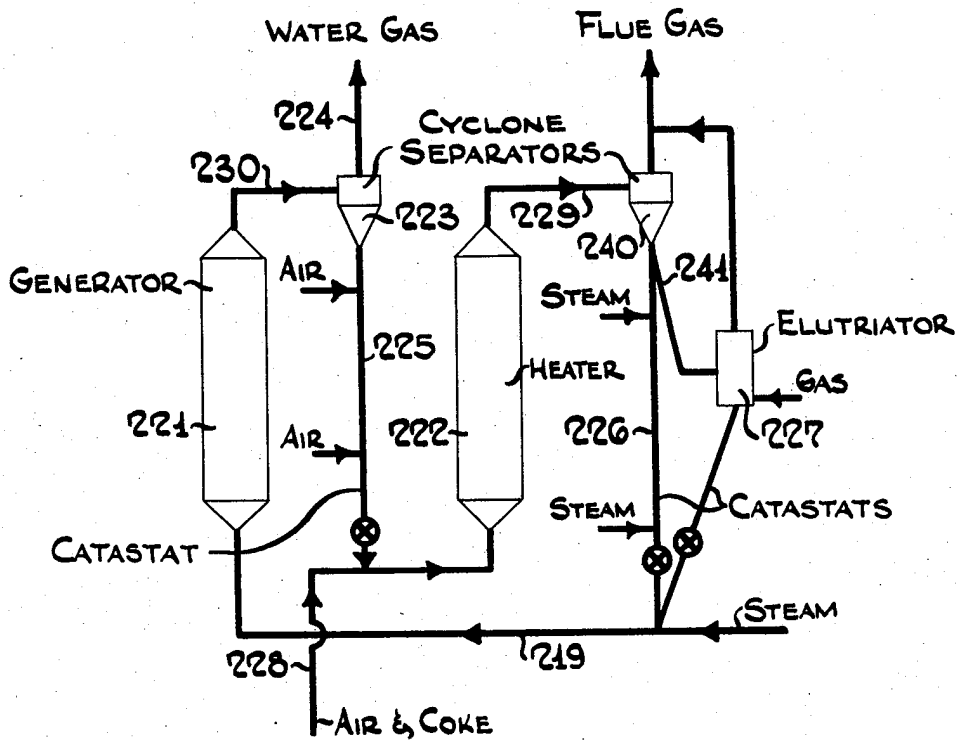 WATER GAS
FLUE GAS
224
CYCLONE
SEPARATORS
230
223
229
240
241
GENERATOR
AIR
STEAM
ELUTRIATOR
225
HEATER
GAS
221
AIR
222
226
227
STEAM
CATASTATS
CATASTAT
STEAM
228
219
AIR & COKE